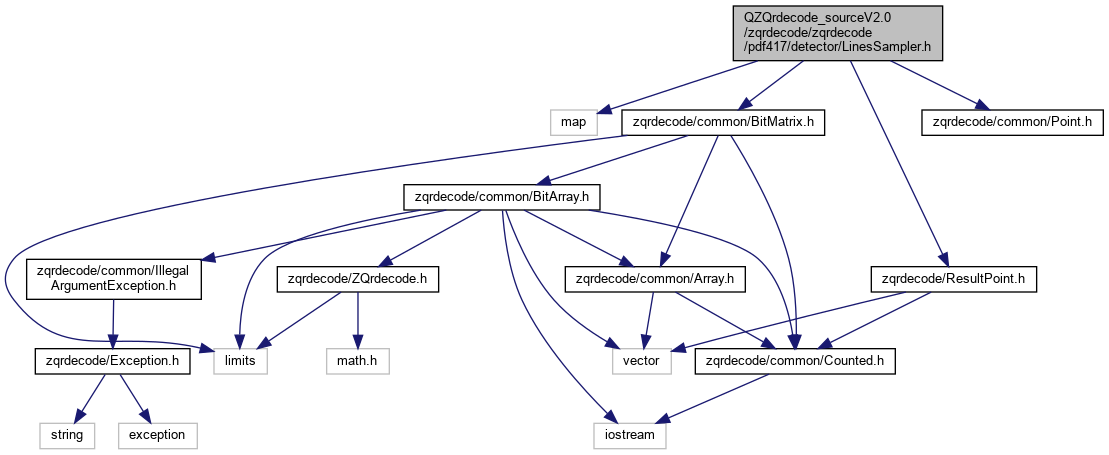 QZQrdecode_sourceV2.0
/zqrdecode/zqrdecode
/pdf417/detector/LinesSampler.h
map
zqrdecode/common/BitMatrix.h
zqrdecode/common/Point.h
zqrdecode/common/BitArray.h
zqrdecode/common/Illegal
ArgumentException.h
zqrdecode/ZQrdecode.h
zqrdecode/common/Array.h
zqrdecode/ResultPoint.h
zqrdecode/Exception.h
limits
math.h
vector
zqrdecode/common/Counted.h
string
exception
iostream